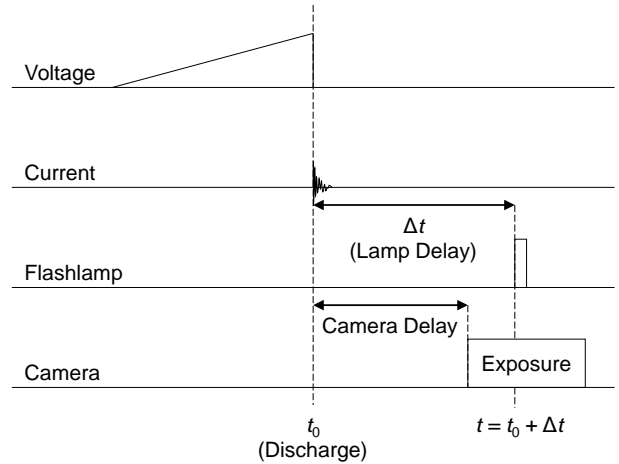 Voltage
Current
Δt
(Lamp Delay)
Flashlamp
Camera Delay
Exposure
Camera
t0
(Discharge)
t = t0 + Δt